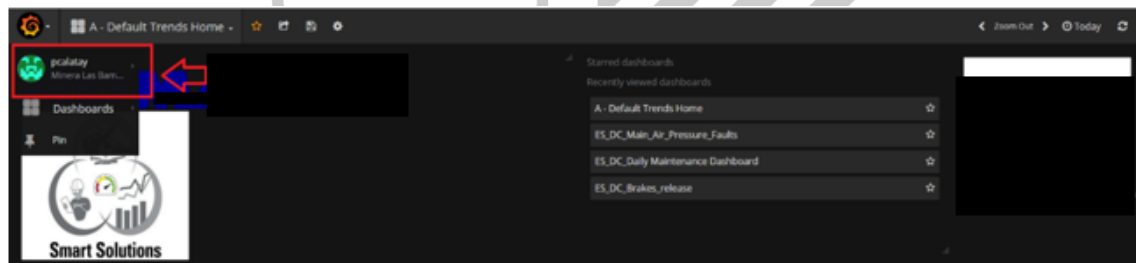 A - Default Trends Home
Zoom Out
Today
pcalatay
Minera Las Bam...
Dashboards
Pin
Starred dashboards
Recently viewed dashboards
A - Default Trends Home
ES_DC_Main_Air_Pressure_Faults
ES_DC_Daily Maintenance Dashboard
ES_DC_Brakes_release
Smart Solutions